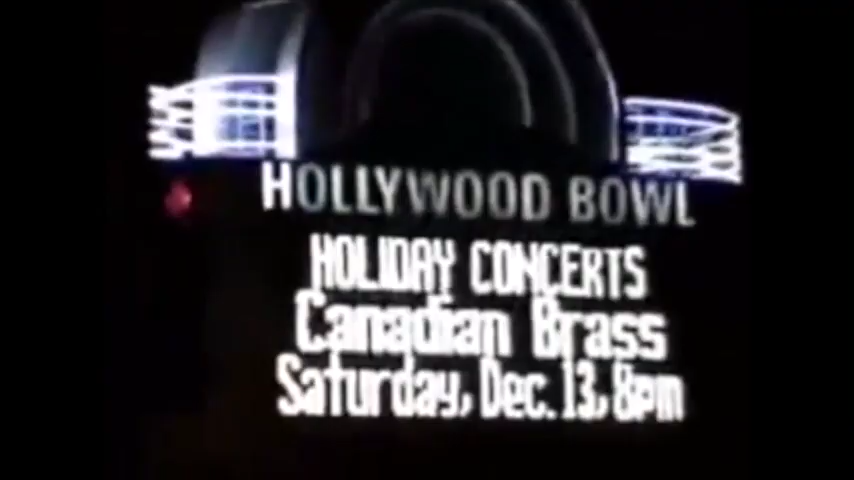 HOLLYWOOD BOWL
HOLIDAY CONCERTS
Canadian Brass
Saturday, Dec. 13, 8pm